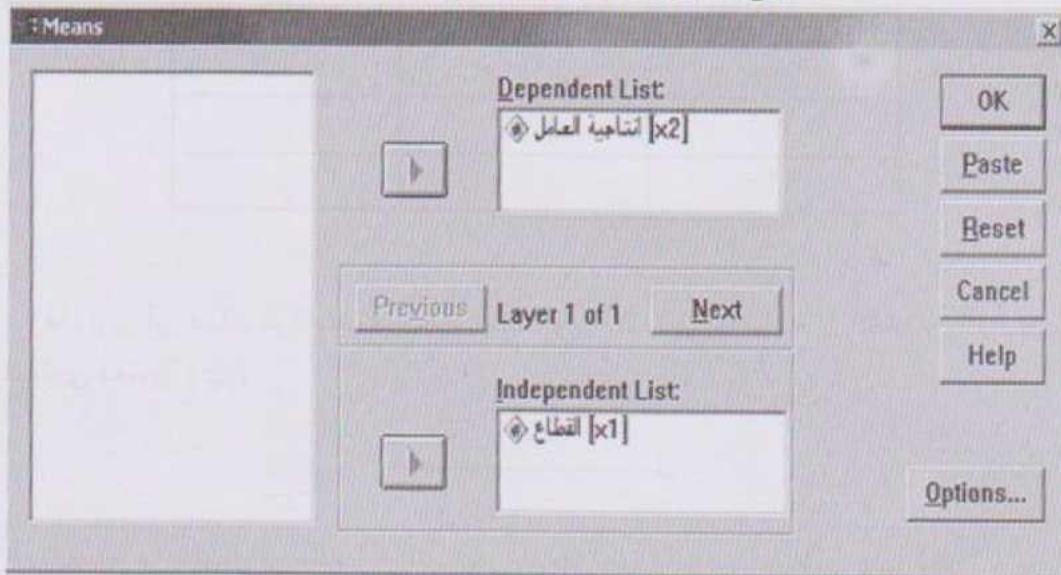 Means
Dependent List:
انتاجية العامل [x2]
OK
Paste
Reset
Previous
Layer 1 of 1
Next
Cancel
Help
Independent List:
القطاع [x1]
Options...